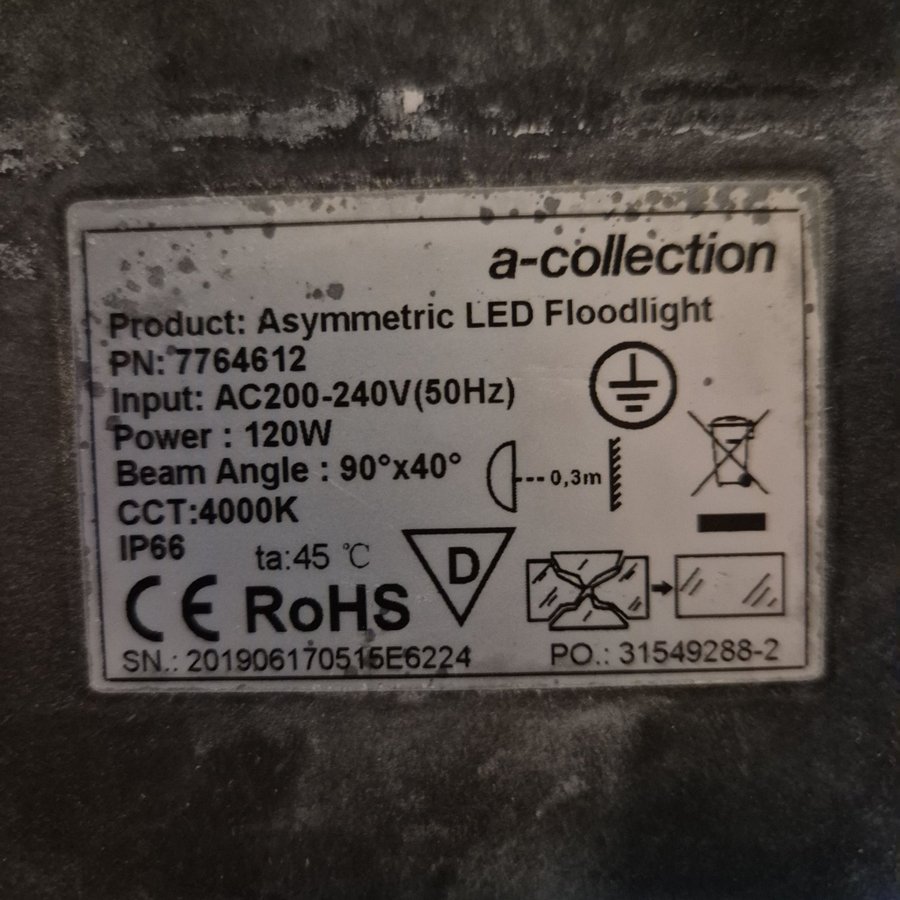 a-collection
Product: Asymmetric LED Floodlight
PN: 7764612
Input: AC200-240V(50Hz)
Power : 120W
Beam Angle : 90°x40°
0,3m
CCT:4000K
IP66
ta:45 ℃
D
CE RoHS
SN.: 201906170515E6224
PO.: 31549288-2